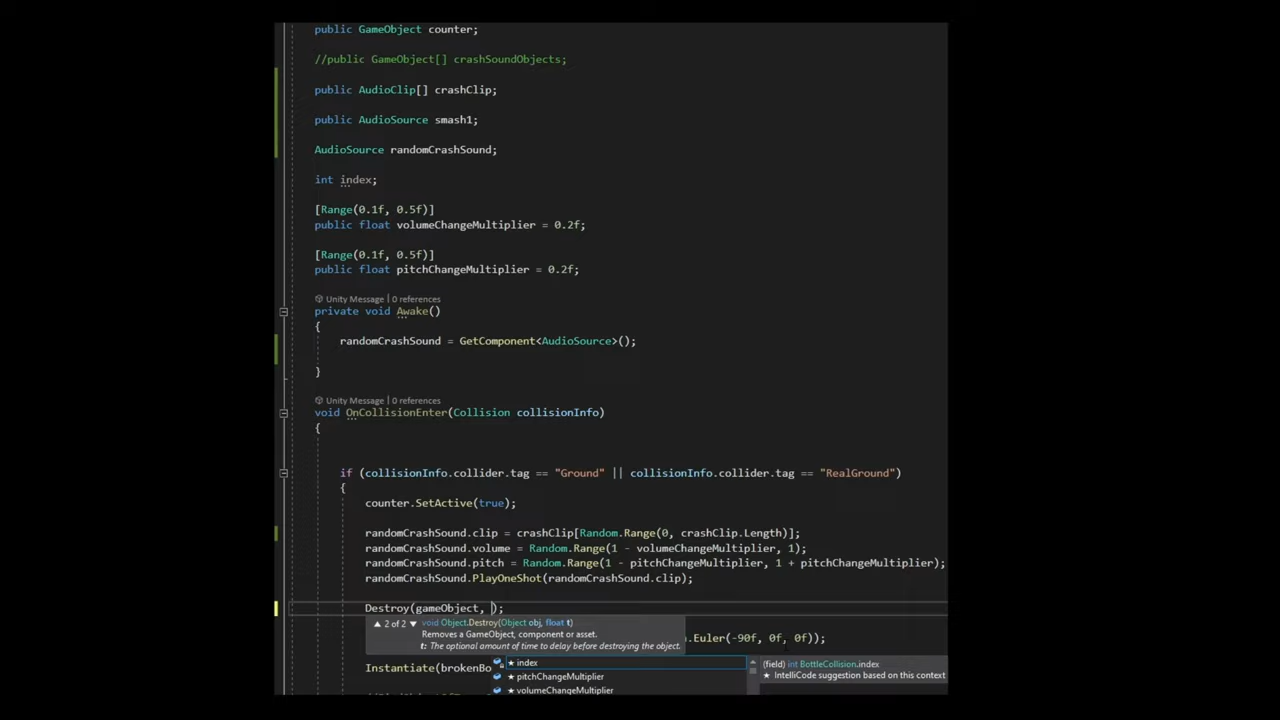 public GameObject counter;
//public GameObject[] crashSoundObjects;
public AudioClip[] crashClip;
public AudioSource smash1;
AudioSource randomCrashSound;
int index;
[Range(0.1f, 0.5f)]
public float volumeChangeMultiplier = 0.2f;
[Range(0.1f, 0.5f)]
public float pitchChangeMultiplier = 0.2f;
Unity Message | 0 references
private void Awake()
{
randomCrashSound = GetComponent<AudioSource>();
}
Unity Message | 0 references
void OnCollisionEnter(Collision collisionInfo)
{
if (collisionInfo.collider.tag == "Ground" || collisionInfo.collider.tag == "RealGround")
{
counter.SetActive(true);
randomCrashSound.clip = crashClip[Random.Range(0, crashClip.Length)];
randomCrashSound.volume = Random.Range(1 - volumeChangeMultiplier, 1);
randomCrashSound.pitch = Random.Range(1 - pitchChangeMultiplier, 1 + pitchChangeMultiplier);
randomCrashSound.PlayOneShot(randomCrashSound.clip);
Destroy(gameObject, );
▲ 2 of 2 ▼ void Object.Destroy(Object obj, float t)
Removes a GameObject, component or asset.
t: The optional amount of time to delay before destroying the object.
.Euler(-90f, 0f, 0f));
Instantiate(brokenBo
★ index
(field) int BottleCollision.index
★ IntelliCode suggestion based on this context
★ pitchChangeMultiplier
★ volumeChangeMultiplier